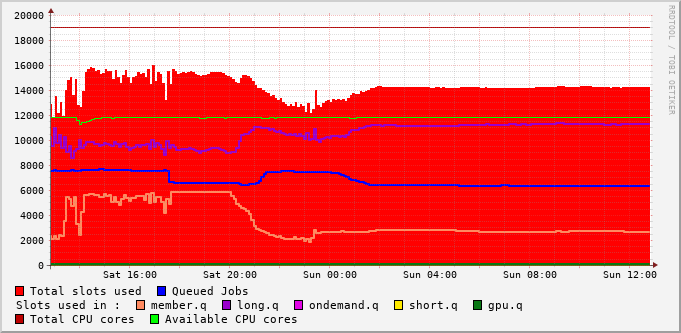 20000
18000
16000
14000
12000
10000
8000
6000
4000
2000
0
Sat 16:00 Sat 20:00 Sun 00:00 Sun 04:00 Sun 08:00 Sun 12:00
Total slots used Queued Jobs
Slots used in : member.q long.q ondemand.q short.q gpu.q
Total CPU cores Available CPU cores
RRDTOOL / TOBI OETIKER